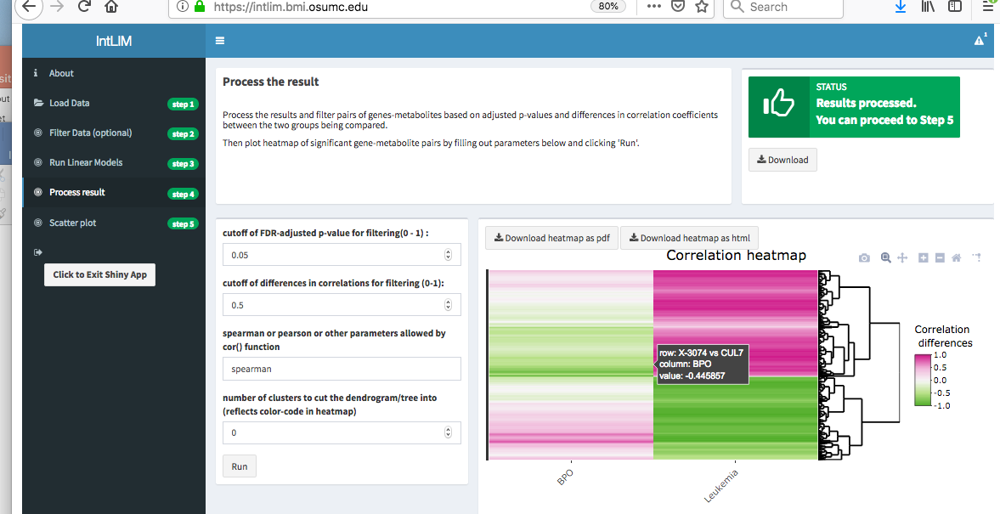 https://intlim.bmi.osumc.edu
80%
Search
IntLIM
1
About
Load Data
step 1
Filter Data (optional)
step 2
Run Linear Models
step 3
Process result
step 4
Scatter plot
step 5
Click to Exit Shiny App
Process the result
Process the results and filter pairs of genes-metabolites based on adjusted p-values and differences in correlation coefficients
between the two groups being compared.
Then plot heatmap of significant gene-metabolite pairs by filling out parameters below and clicking 'Run'.
STATUS
Results processed.
You can proceed to Step 5
Download
cutoff of FDR-adjusted p-value for filtering(0 - 1) :
0.05
cutoff of differences in correlations for filtering (0-1):
0.5
spearman or pearson or other parameters allowed by
cor() function
spearman
number of clusters to cut the dendrogram/tree into
(reflects color-code in heatmap)
0
Run
Download heatmap as pdf
Download heatmap as html
Correlation heatmap
row: X-3074 vs CUL7
column: BPO
value: -0.445857
BPO
Leukemia
Correlation
differences
1.0
0.5
0.0
-0.5
-1.0